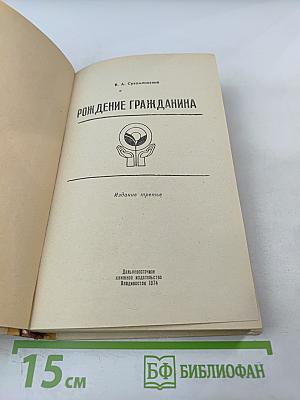 В. А. Сухомлинский
РОЖДЕНИЕ ГРАЖДАНИНА
Издание третье
Дальневосточное
книжное издательство
Владивосток 1974
15 см
БФ БИБЛИОФАН